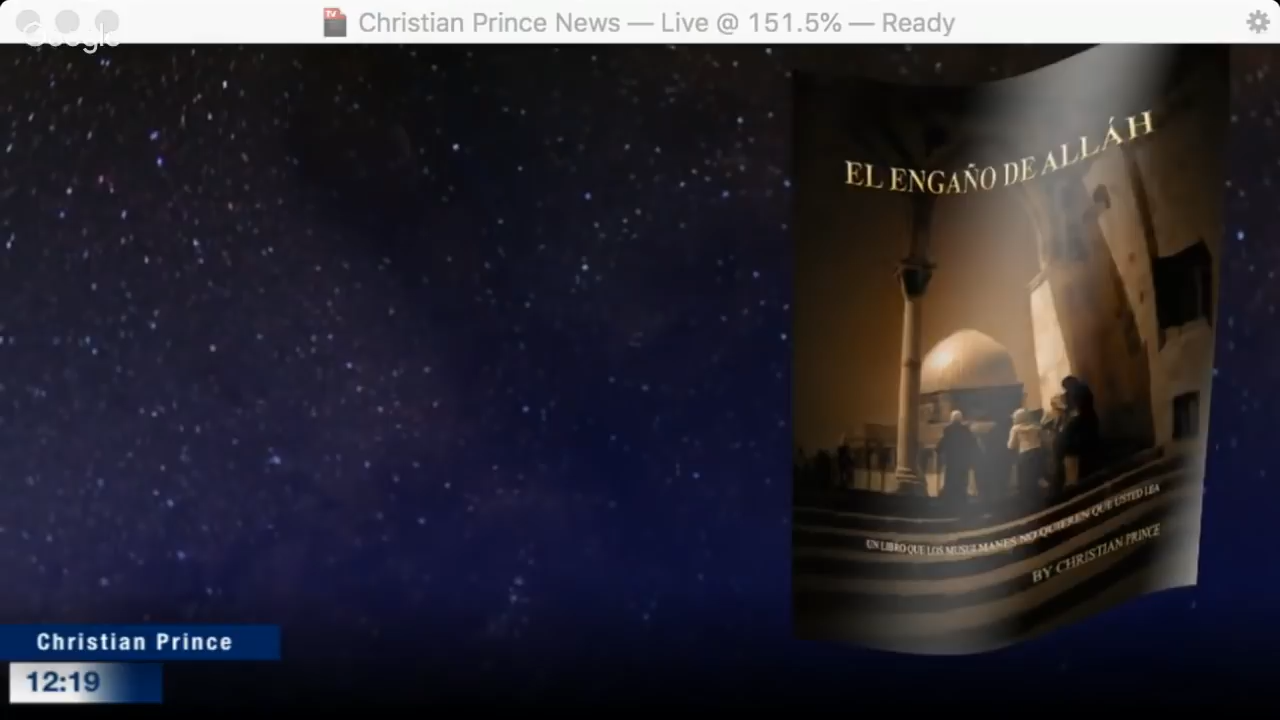 Christian Prince News — Live @ 151.5% — Ready
Google
EL ENGAÑO DE ALLÁH
UN LIBRO QUE LOS MUSULMANES NO QUIEREN QUE USTED LEA
BY CHRISTIAN PRINCE
Christian Prince
12:19